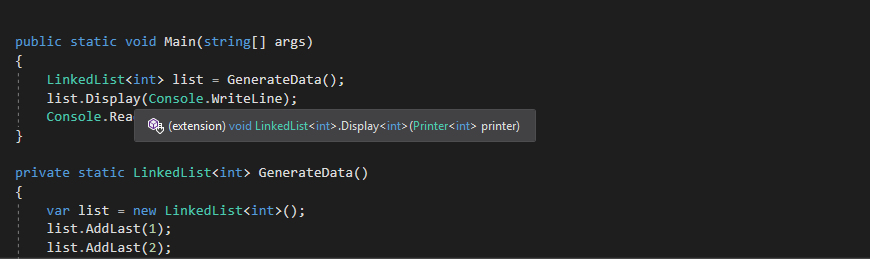 public static void Main(string[] args)
{
LinkedList<int> list = GenerateData();
list.Display(Console.WriteLine);
Console.Rea
(extension) void LinkedList<int>.Display<int>(Printer<int> printer)
}
private static LinkedList<int> GenerateData()
{
var list = new LinkedList<int>();
list.AddLast(1);
list.AddLast(2);